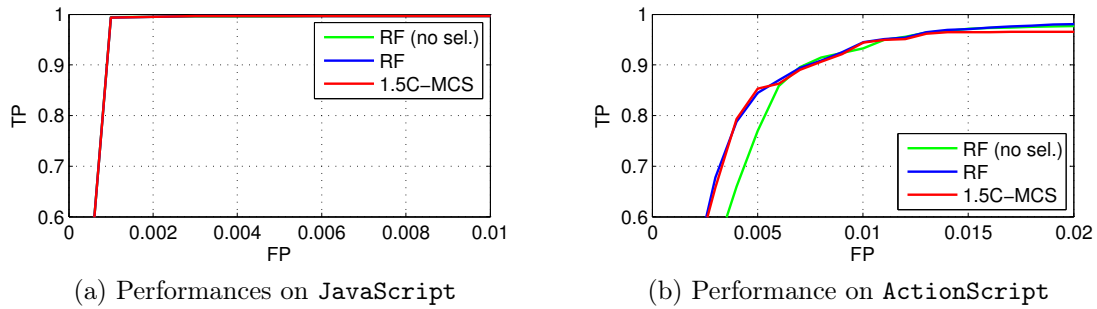 1
0.9
0.8
0.7
0.6
TP
0 0.002 0.004 0.006 0.008 0.01
FP
RF (no sel.)
RF
1.5C−MCS
(a) Performances on JavaScript
1
0.9
0.8
0.7
0.6
TP
0 0.005 0.01 0.015 0.02
FP
RF (no sel.)
RF
1.5C−MCS
(b) Performance on ActionScript